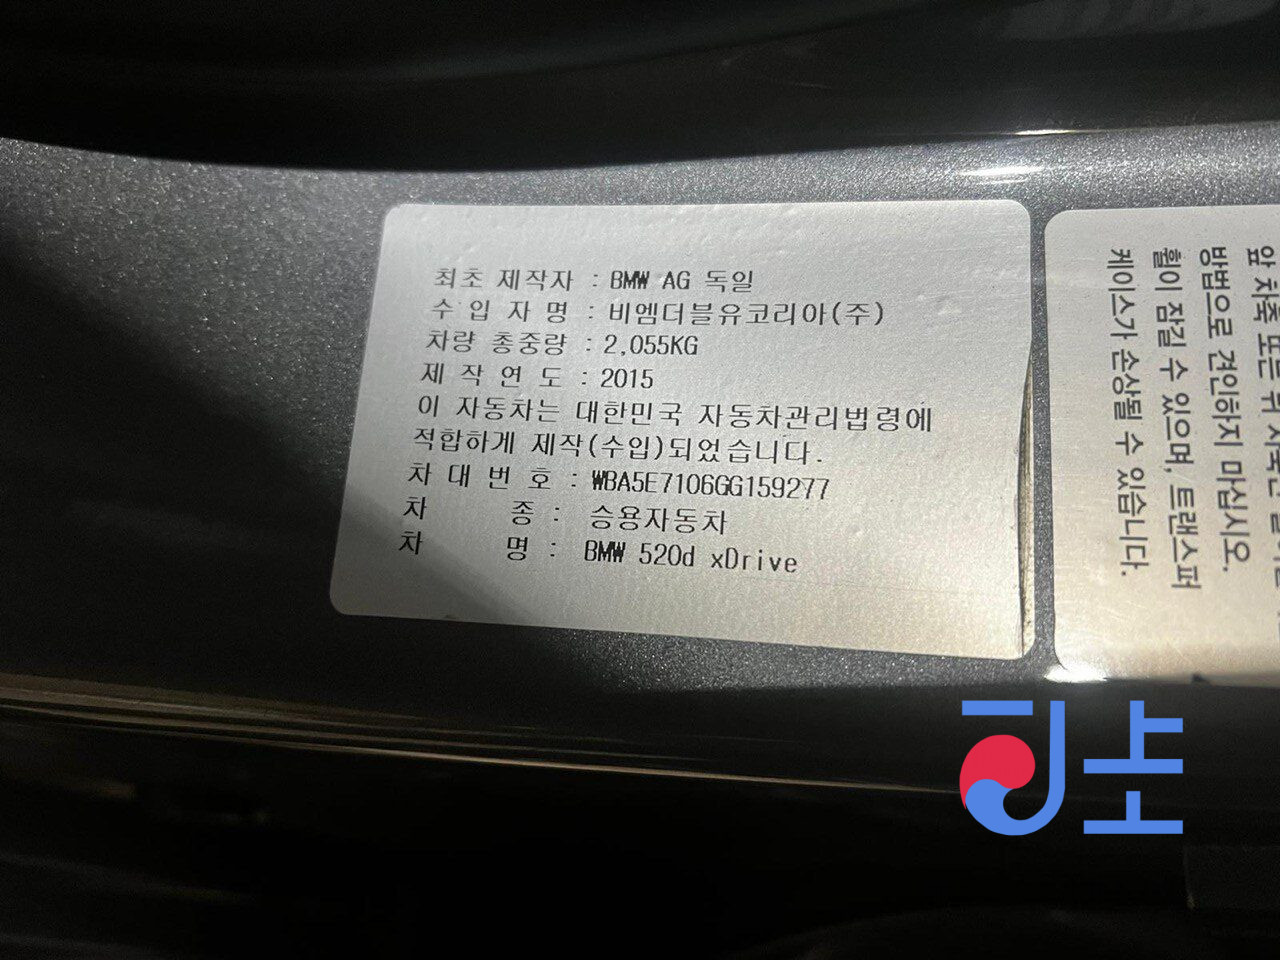 최초 제작자 : BMW AG 독일
수 입 자 명 : 비엠더블유코리아(주)
차량 총중량 : 2,055KG
제 작 연 도 : 2015
이 자동차는 대한민국 자동차관리법령에
적합하게 제작(수입)되었습니다.
차 대 번 호 : WBA5E7106GG159277
차 종 : 승용자동차
차 명 : BMW 520d xDrive
앞 차축 또는 뒤
방법으로 견인하지 마십시오.
휠이 잠길 수 있으며, 트랜스퍼
케이스가 손상될 수 있습니다.